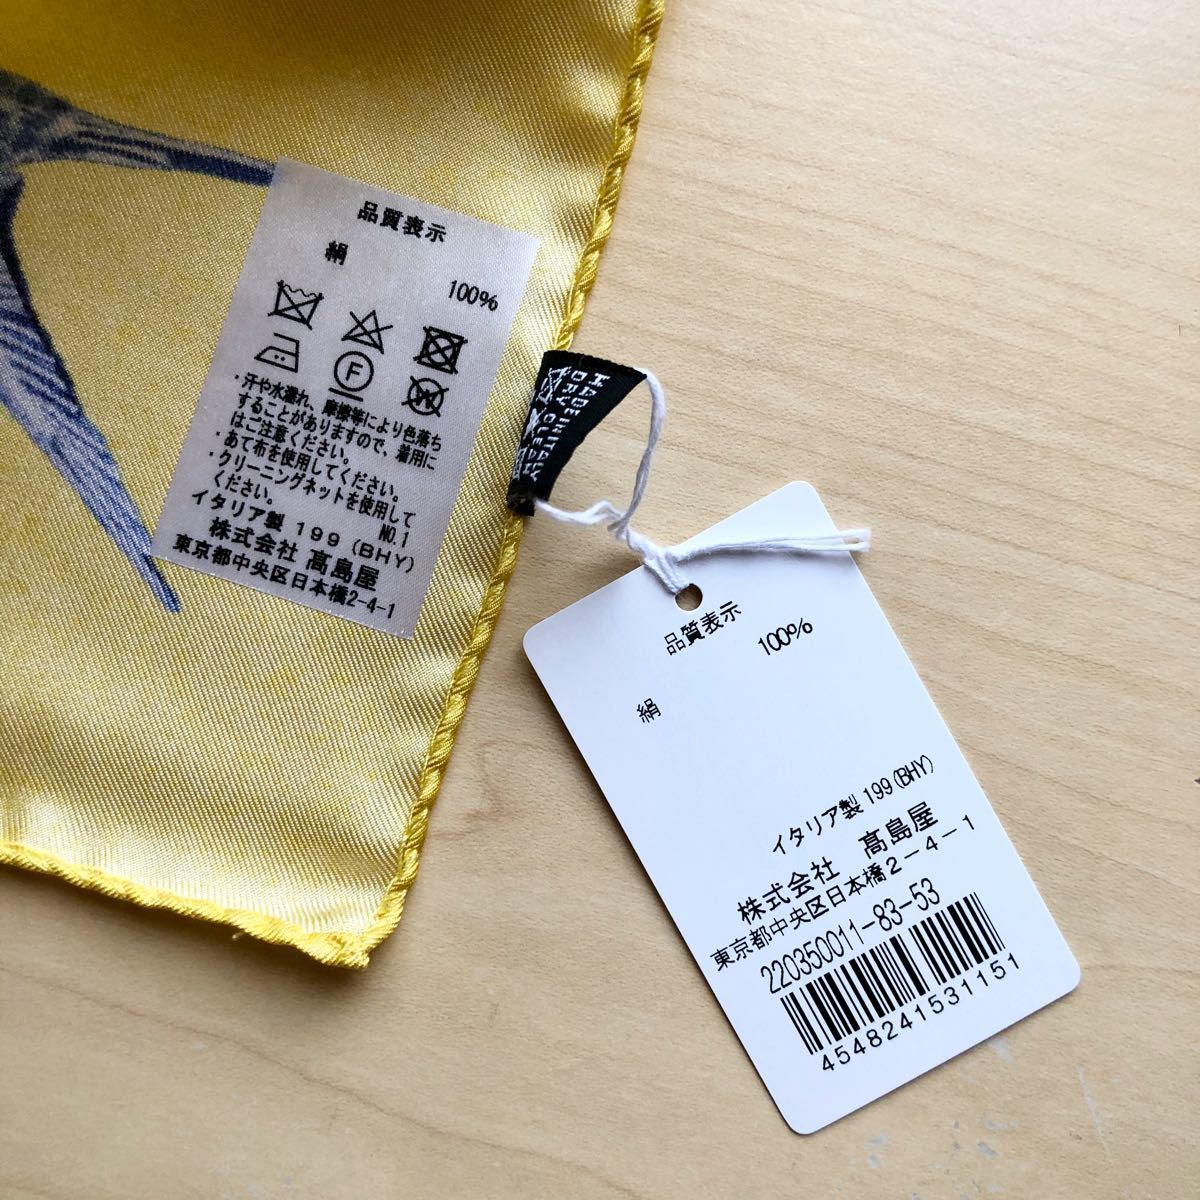 品質表示
絹
100%
F
W
・汗や水濡れ、摩擦等により色落ち
することがありますので、着用に
はご注意ください。
・あて布を使用してください。
・クリーニングネットを使用して
ください。
NO.1
イタリア製 199 (BHY)
株式会社 髙島屋
東京都中央区日本橋2-4-1
MADE IN ITALY
DRY CLEAN
品質表示
100%
絹
イタリア製 199 (BHY)
株式会社 髙島屋
東京都中央区日本橋2-4-1
220350011-83-53
4548241531151